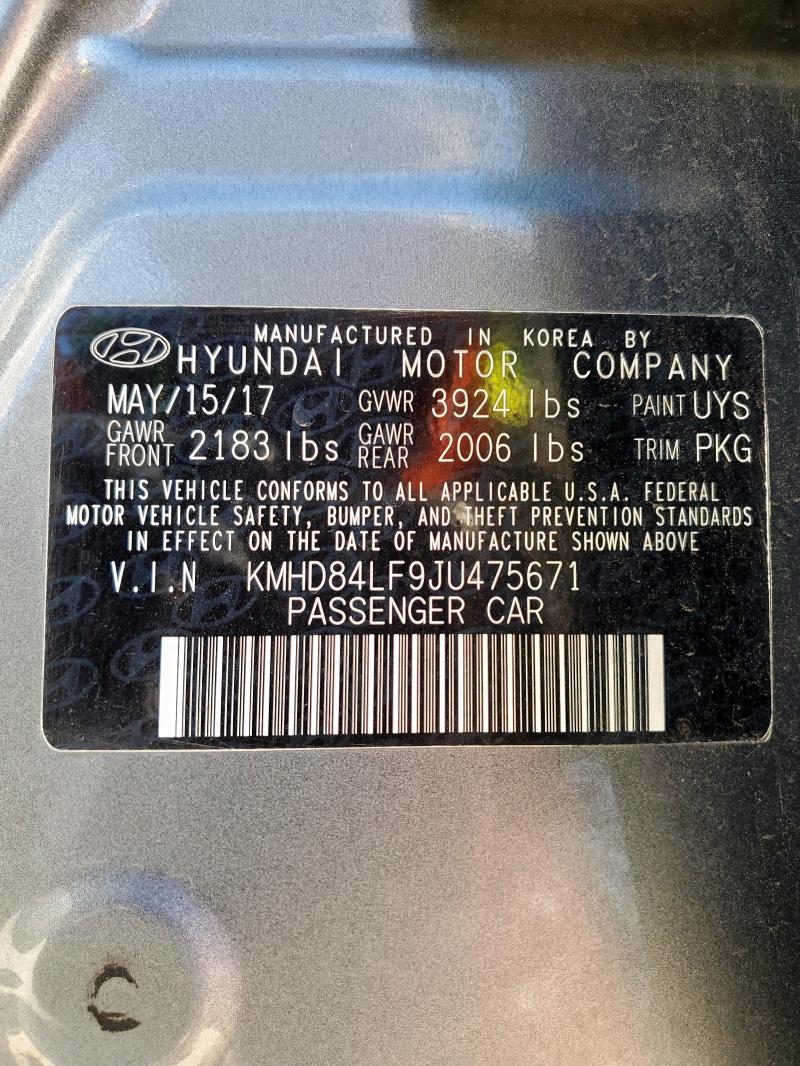 MANUFACTURED IN KOREA BY
HYUNDAI MOTOR COMPANY
MAY/15/17 GVWR 3924 lbs PAINT UYS
GAWR FRONT 2183 lbs GAWR REAR 2006 lbs TRIM PKG
THIS VEHICLE CONFORMS TO ALL APPLICABLE U.S.A. FEDERAL
MOTOR VEHICLE SAFETY, BUMPER, AND THEFT PREVENTION STANDARDS
IN EFFECT ON THE DATE OF MANUFACTURE SHOWN ABOVE
V.I.N KMHD84LF9JU475671
PASSENGER CAR